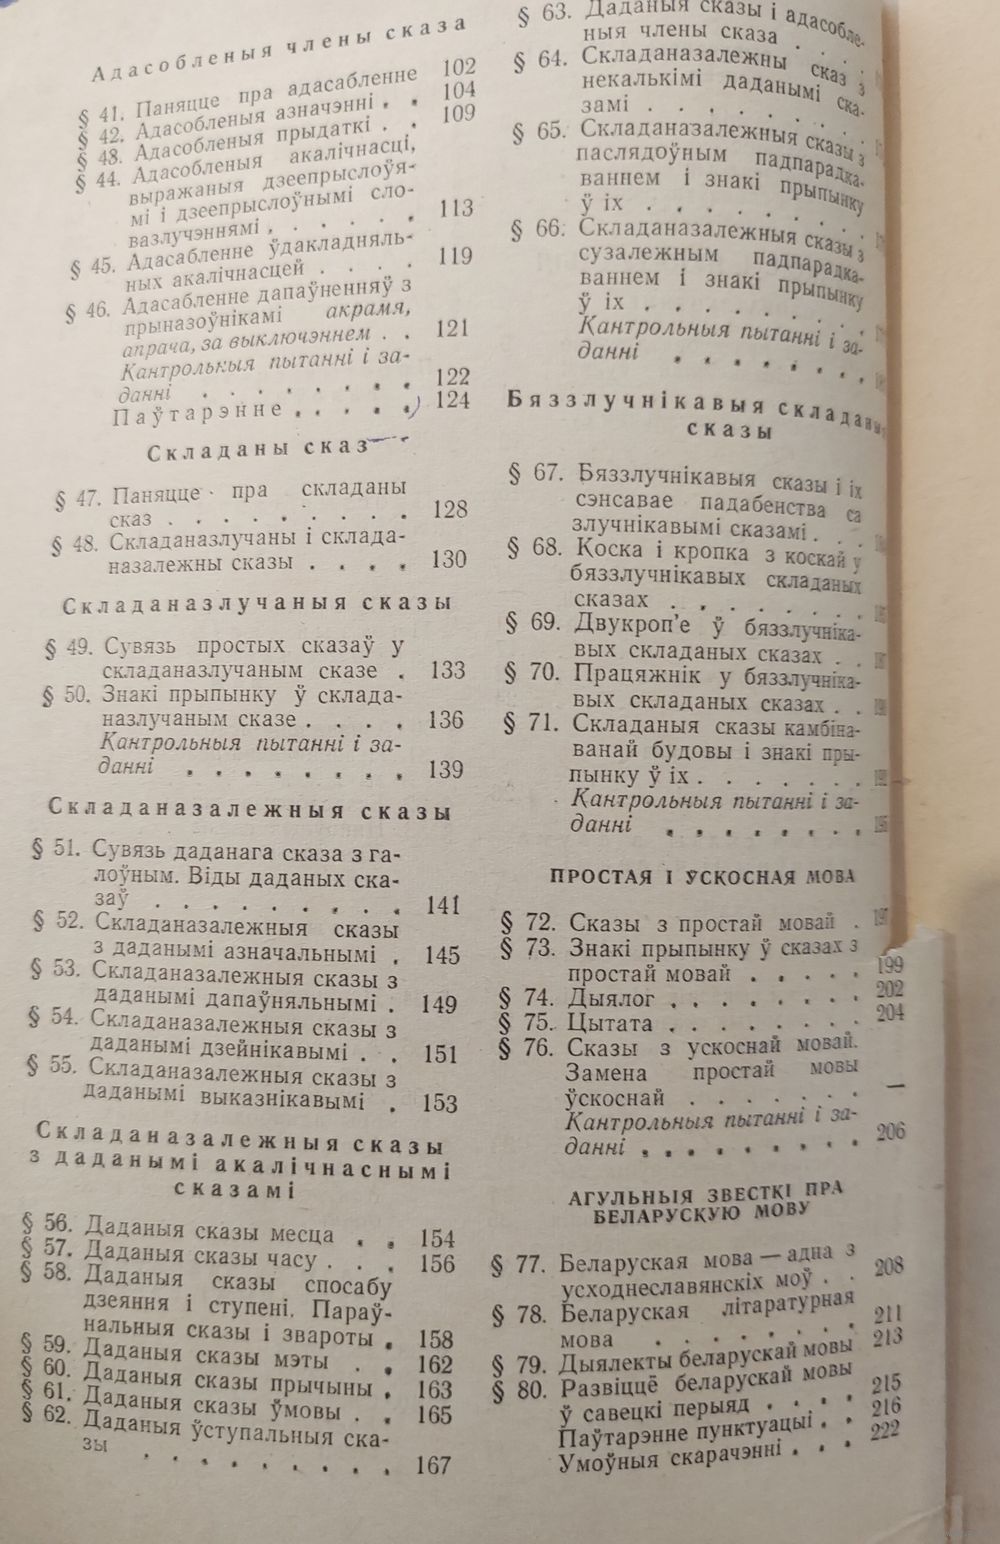 Адасобленыя члены сказа
§ 41. Паняцце пра адасабленне 102
§ 42. Адасобленыя азначэнні . . 104
§ 43. Адасобленыя прыдаткі . . 109
§ 44. Адасобленыя акалічнасці,
выражаныя дзеепрыслоўя-
мі і дзеепрыслоўнымі сло-
вазлучэннямі . . . . . 113
§ 45. Адасабленне ўдакладняль-
ных акалічнасцей . . . . 119
§ 46. Адасабленне дапаўненняў з
прыназоўнікамі акрамя,
апрача, за выключэннем . . 121
Кантрольныя пытанні і за-
данні . . . . . . . 122
Паўтарэнне . . . . . 124
Складаны сказ
§ 47. Паняцце пра складаны
сказ . . . . . . . . . 128
§ 48. Складаназлучаны і склада-
назалежны сказы . . . . 130
Складаназлучаныя сказы
§ 49. Сувязь простых сказаў у
складаназлучаным сказе . 133
§ 50. Знакі прыпынку ў склада-
назлучаным сказе . . . . 136
Кантрольныя пытанні і за-
данні . . . . . . . . 139
Складаназалежныя сказы
§ 51. Сувязь даданага сказа з га-
лоўным. Віды даданых ска-
заў . . . . . . . . . 141
§ 52. Складаназалежныя сказы
з даданымі азначальнымі . 145
§ 53. Складаназалежныя сказы з
даданымі дапаўняльнымі . 149
§ 54. Складаназалежныя сказы з
даданымі дзейнікавымі . . 151
§ 55. Складаназалежныя сказы з
даданымі выказнікавымі . 153
Складаназалежныя сказы
з даданымі акалічнаснымі
сказамі
§ 56. Даданыя сказы месца . . 154
§ 57. Даданыя сказы часу . . . 156
§ 58. Даданыя сказы спосабу
дзеяння і ступені. Параў-
нальныя сказы і звароты . 158
§ 59. Даданыя сказы мэты . . 162
§ 60. Даданыя сказы прычыны . 163
§ 61. Даданыя сказы ўмовы . . 165
§ 62. Даданыя ўступальныя ска-
зы . . . . . . . . . 167
§ 63. Даданыя сказы і адасобле-
ныя члены сказа . . .
§ 64. Складаназалежны сказ з
некалькімі даданымі ска-
замі . . . . . . . .
§ 65. Складаназалежныя сказы з
паслядоўным падпарадка-
ваннем і знакі прыпынку
ў іх . . . . . . . .
§ 66. Складаназалежныя сказы з
сузалежным падпарадка-
ваннем і знакі прыпынку
ў іх . . . . . . . .
Кантрольныя пытанні і за-
данні . . . . . . .
Бяззлучнікавыя складаныя
сказы
§ 67. Бяззлучнікавыя сказы і іх
сэнсавае падабенства са
злучнікавымі сказамі . . .
§ 68. Коска і кропка з коскай у
бяззлучнікавых складаных
сказах . . . . . . .
§ 69. Двукроп'е ў бяззлучніка-
вых складаных сказах . .
§ 70. Працяжнік у бяззлучніка-
вых складаных сказах . .
§ 71. Складаныя сказы камбіна-
ванай будовы і знакі пры-
пынку ў іх . . . . . .
Кантрольныя пытанні і за-
данні . . . . . . . . 195
ПРОСТАЯ І ЎСКОСНАЯ МОВА
§ 72. Сказы з простай мовай . 197
§ 73. Знакі прыпынку ў сказах з
простай мовай . . . . . 199
§ 74. Дыялог . . . . . . . . 202
§ 75. Цытата . . . . . . . . 204
§ 76. Сказы з ускоснай мовай.
Замена простай мовы
ўскоснай . . . . . . . —
Кантрольныя пытанні і за-
данні . . . . . . . . . 206
АГУЛЬНЫЯ ЗВЕСТКІ ПРА
БЕЛАРУСКУЮ МОВУ
§ 77. Беларуская мова — адна з
усходнеславянскіх моў . . 208
§ 78. Беларуская літаратурная
мова . . . . . . . . 211
§ 79. Дыялекты беларускай мовы 213
§ 80. Развіццё беларускай мовы
ў савецкі перыяд . . . . 215
Паўтарэнне пунктуацыі . . 216
Умоўныя скарачэнні . . . 222